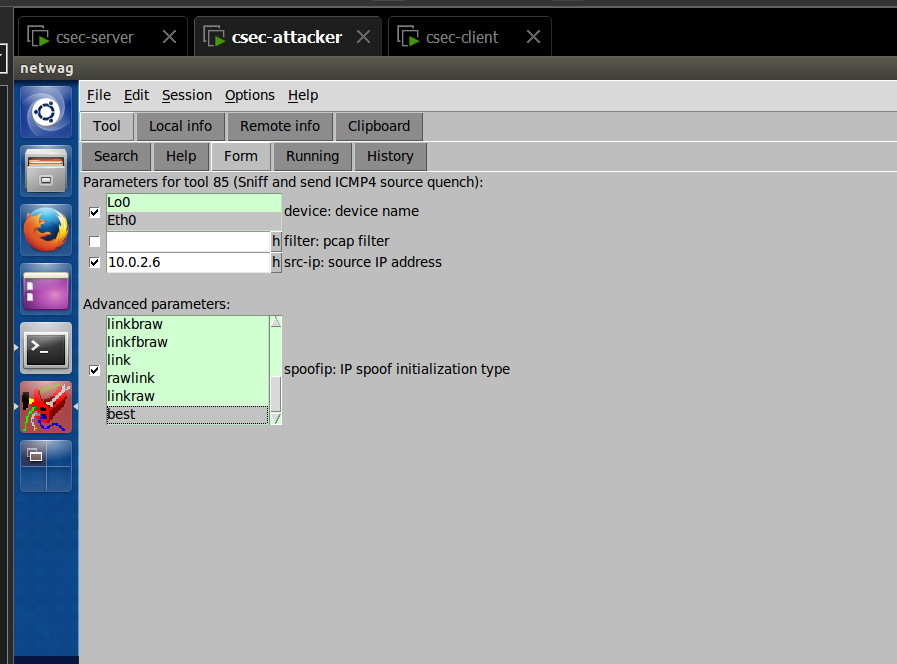 csec-server
csec-attacker
csec-client
netwag
File Edit Session Options Help
Tool Local info Remote info Clipboard
Search Help Form Running History
Parameters for tool 85 (Sniff and send ICMP4 source quench):
Lo0
Eth0
device: device name
h filter: pcap filter
10.0.2.6 h src-ip: source IP address
Advanced parameters:
linkbraw
linkfbraw
link
rawlink
linkraw
best
spoofip: IP spoof initialization type